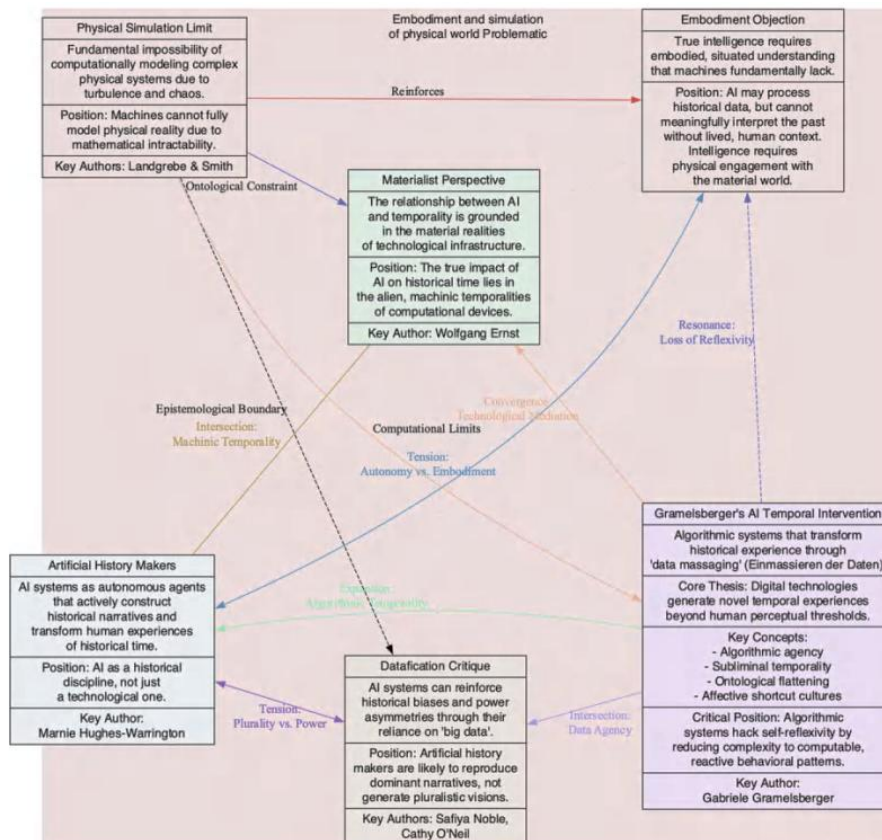 Physical Simulation Limit
Fundamental impossibility of
computationally modeling complex
physical systems due to
turbulence and chaos.
Position: Machines cannot fully
model physical reality due to
mathematical intractability.
Key Authors: Landgrebe & Smith
Embodiment and simulation
of physical world Problematic
Embodiment Objection
True intelligence requires
embodied, situated understanding
that machines fundamentally lack.
Position: AI may process
historical data, but cannot
meaningfully interpret the past
without lived, human context.
Intelligence requires
physical engagement with
the material world.
Reinforces
Ontological Constraint
Materialist Perspective
The relationship between AI
and temporality is grounded
in the material realities
of technological infrastructure.
Position: The true impact of
AI on historical time lies in
the alien, machinic temporalities
of computational devices.
Key Author: Wolfgang Ernst
Resonance:
Loss of Reflexivity
Convergence:
Technological Mediation
Epistemological Boundary
Intersection:
Machinic Temporality
Computational Limits
Tension:
Autonomy vs. Embodiment
Artificial History Makers
AI systems as autonomous agents
that actively construct
historical narratives and
transform human experiences
of historical time.
Position: AI as a historical
discipline, not just
a technological one.
Key Author:
Marnie Hughes-Warrington
Expansion:
Algorithmic Temporality
Tension:
Plurality vs. Power
Datafication Critique
AI systems can reinforce
historical biases and power
asymmetries through their
reliance on 'big data'.
Position: Artificial history
makers are likely to reproduce
dominant narratives, not
generate pluralistic visions.
Key Authors: Safiya Noble,
Cathy O'Neil
Intersection:
Data Agency
Gramelsberger's AI Temporal Intervention
Algorithmic systems that transform
historical experience through
'data massaging' (Einmassieren der Daten)
Core Thesis: Digital technologies
generate novel temporal experiences
beyond human perceptual thresholds.
Key Concepts:
- Algorithmic agency
- Subliminal temporality
- Ontological flattening
- Affective shortcut cultures
Critical Position: Algorithmic
systems hack self-reflexivity by
reducing complexity to computable,
reactive behavioral patterns.
Key Author:
Gabriele Gramelsberger